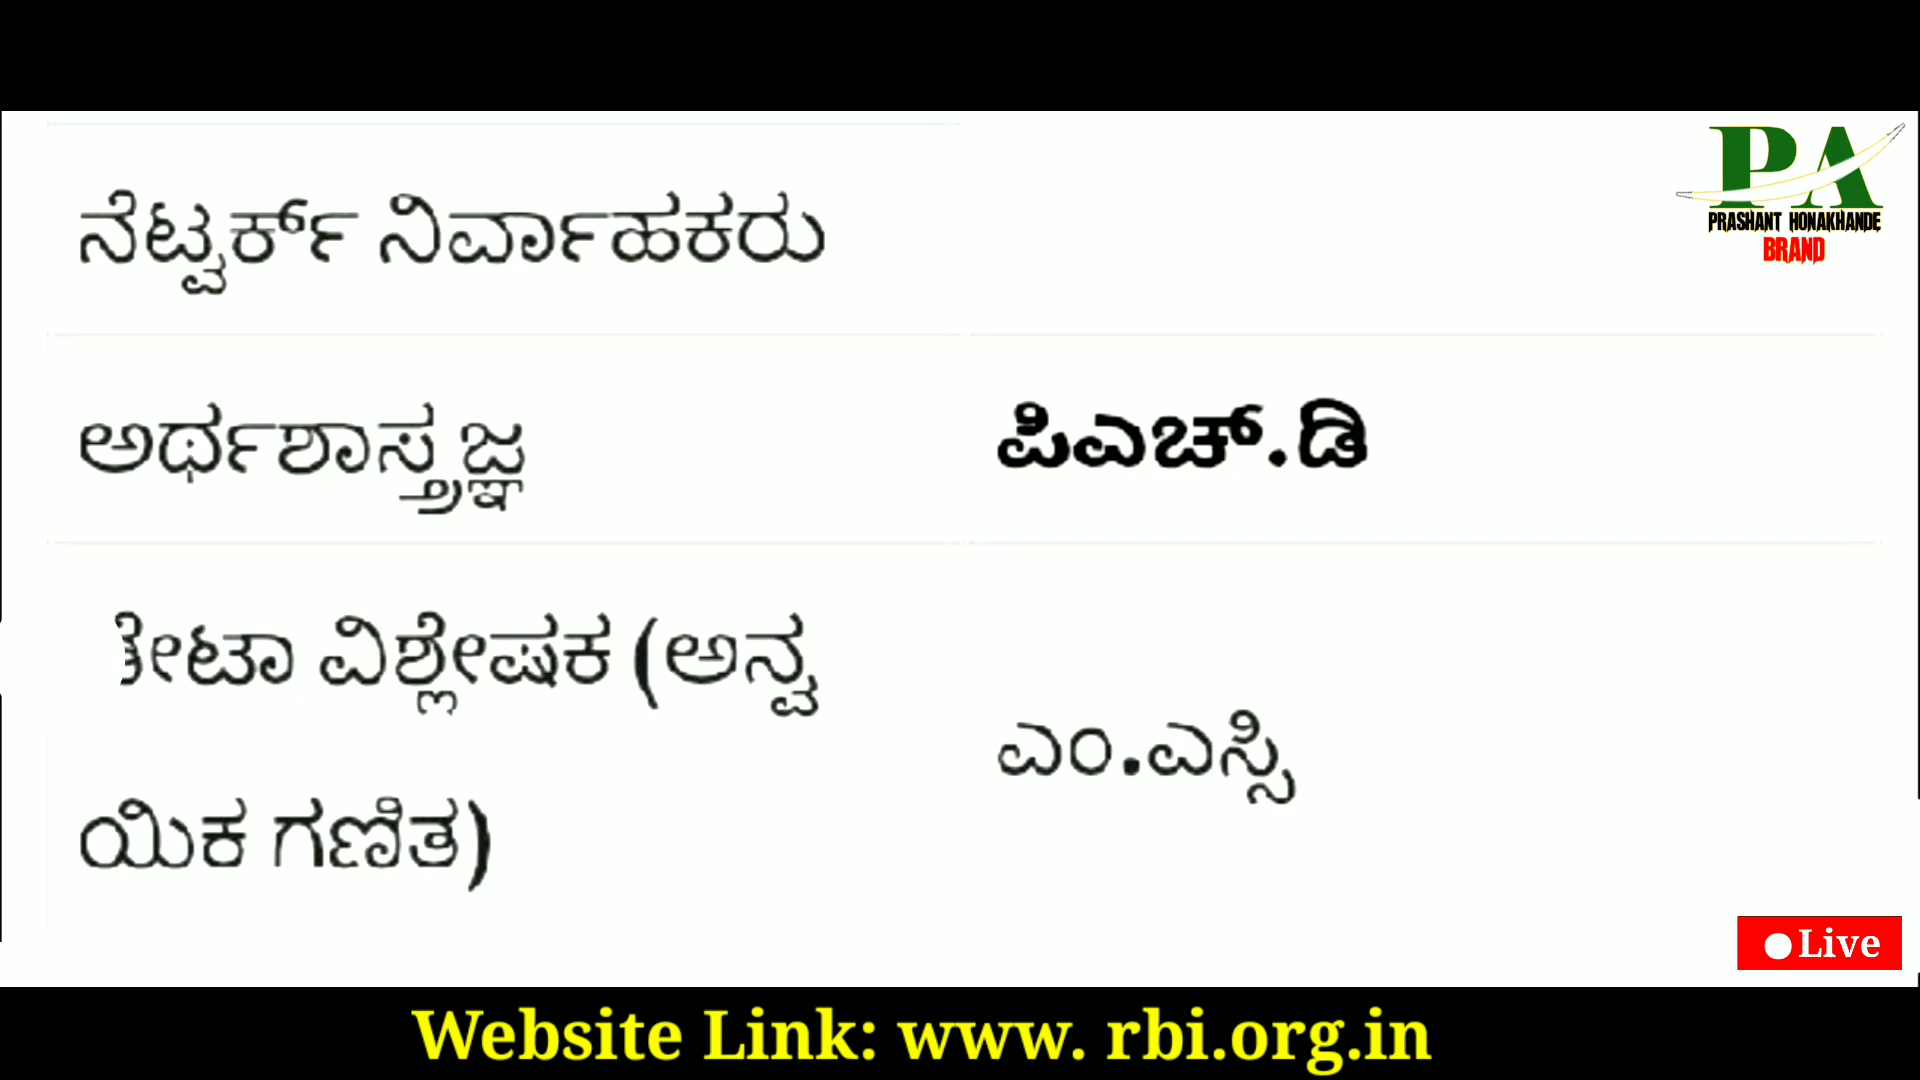 PA
PRASHANT HONAKHANDE
BRAND
ನೆಟ್ವರ್ಕ್ ನಿರ್ವಾಹಕರು
ಅರ್ಥಶಾಸ್ತ್ರಜ್ಞ ಪಿಎಚ್.ಡಿ
ವಿಶ್ಲೇಷಕ (ಅನ್ವ
ಎಂ.ಎಸ್ಸಿ
ಯಿಕ ಗಣಿತ)
Live
Website Link: www. rbi.org.in